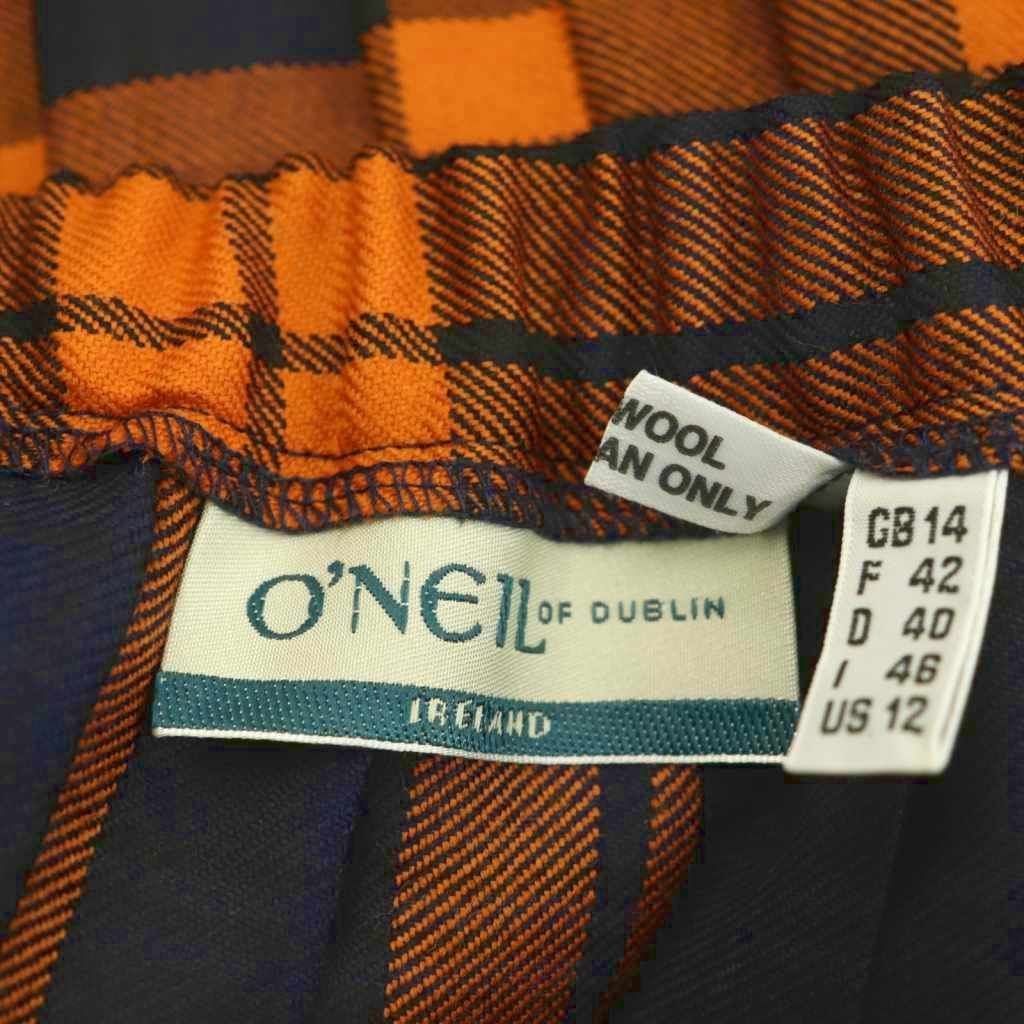 WOOL
AN ONLY
O'NEIL OF DUBLIN
IRELAND
GB 14
F 42
D 40
I 46
US 12